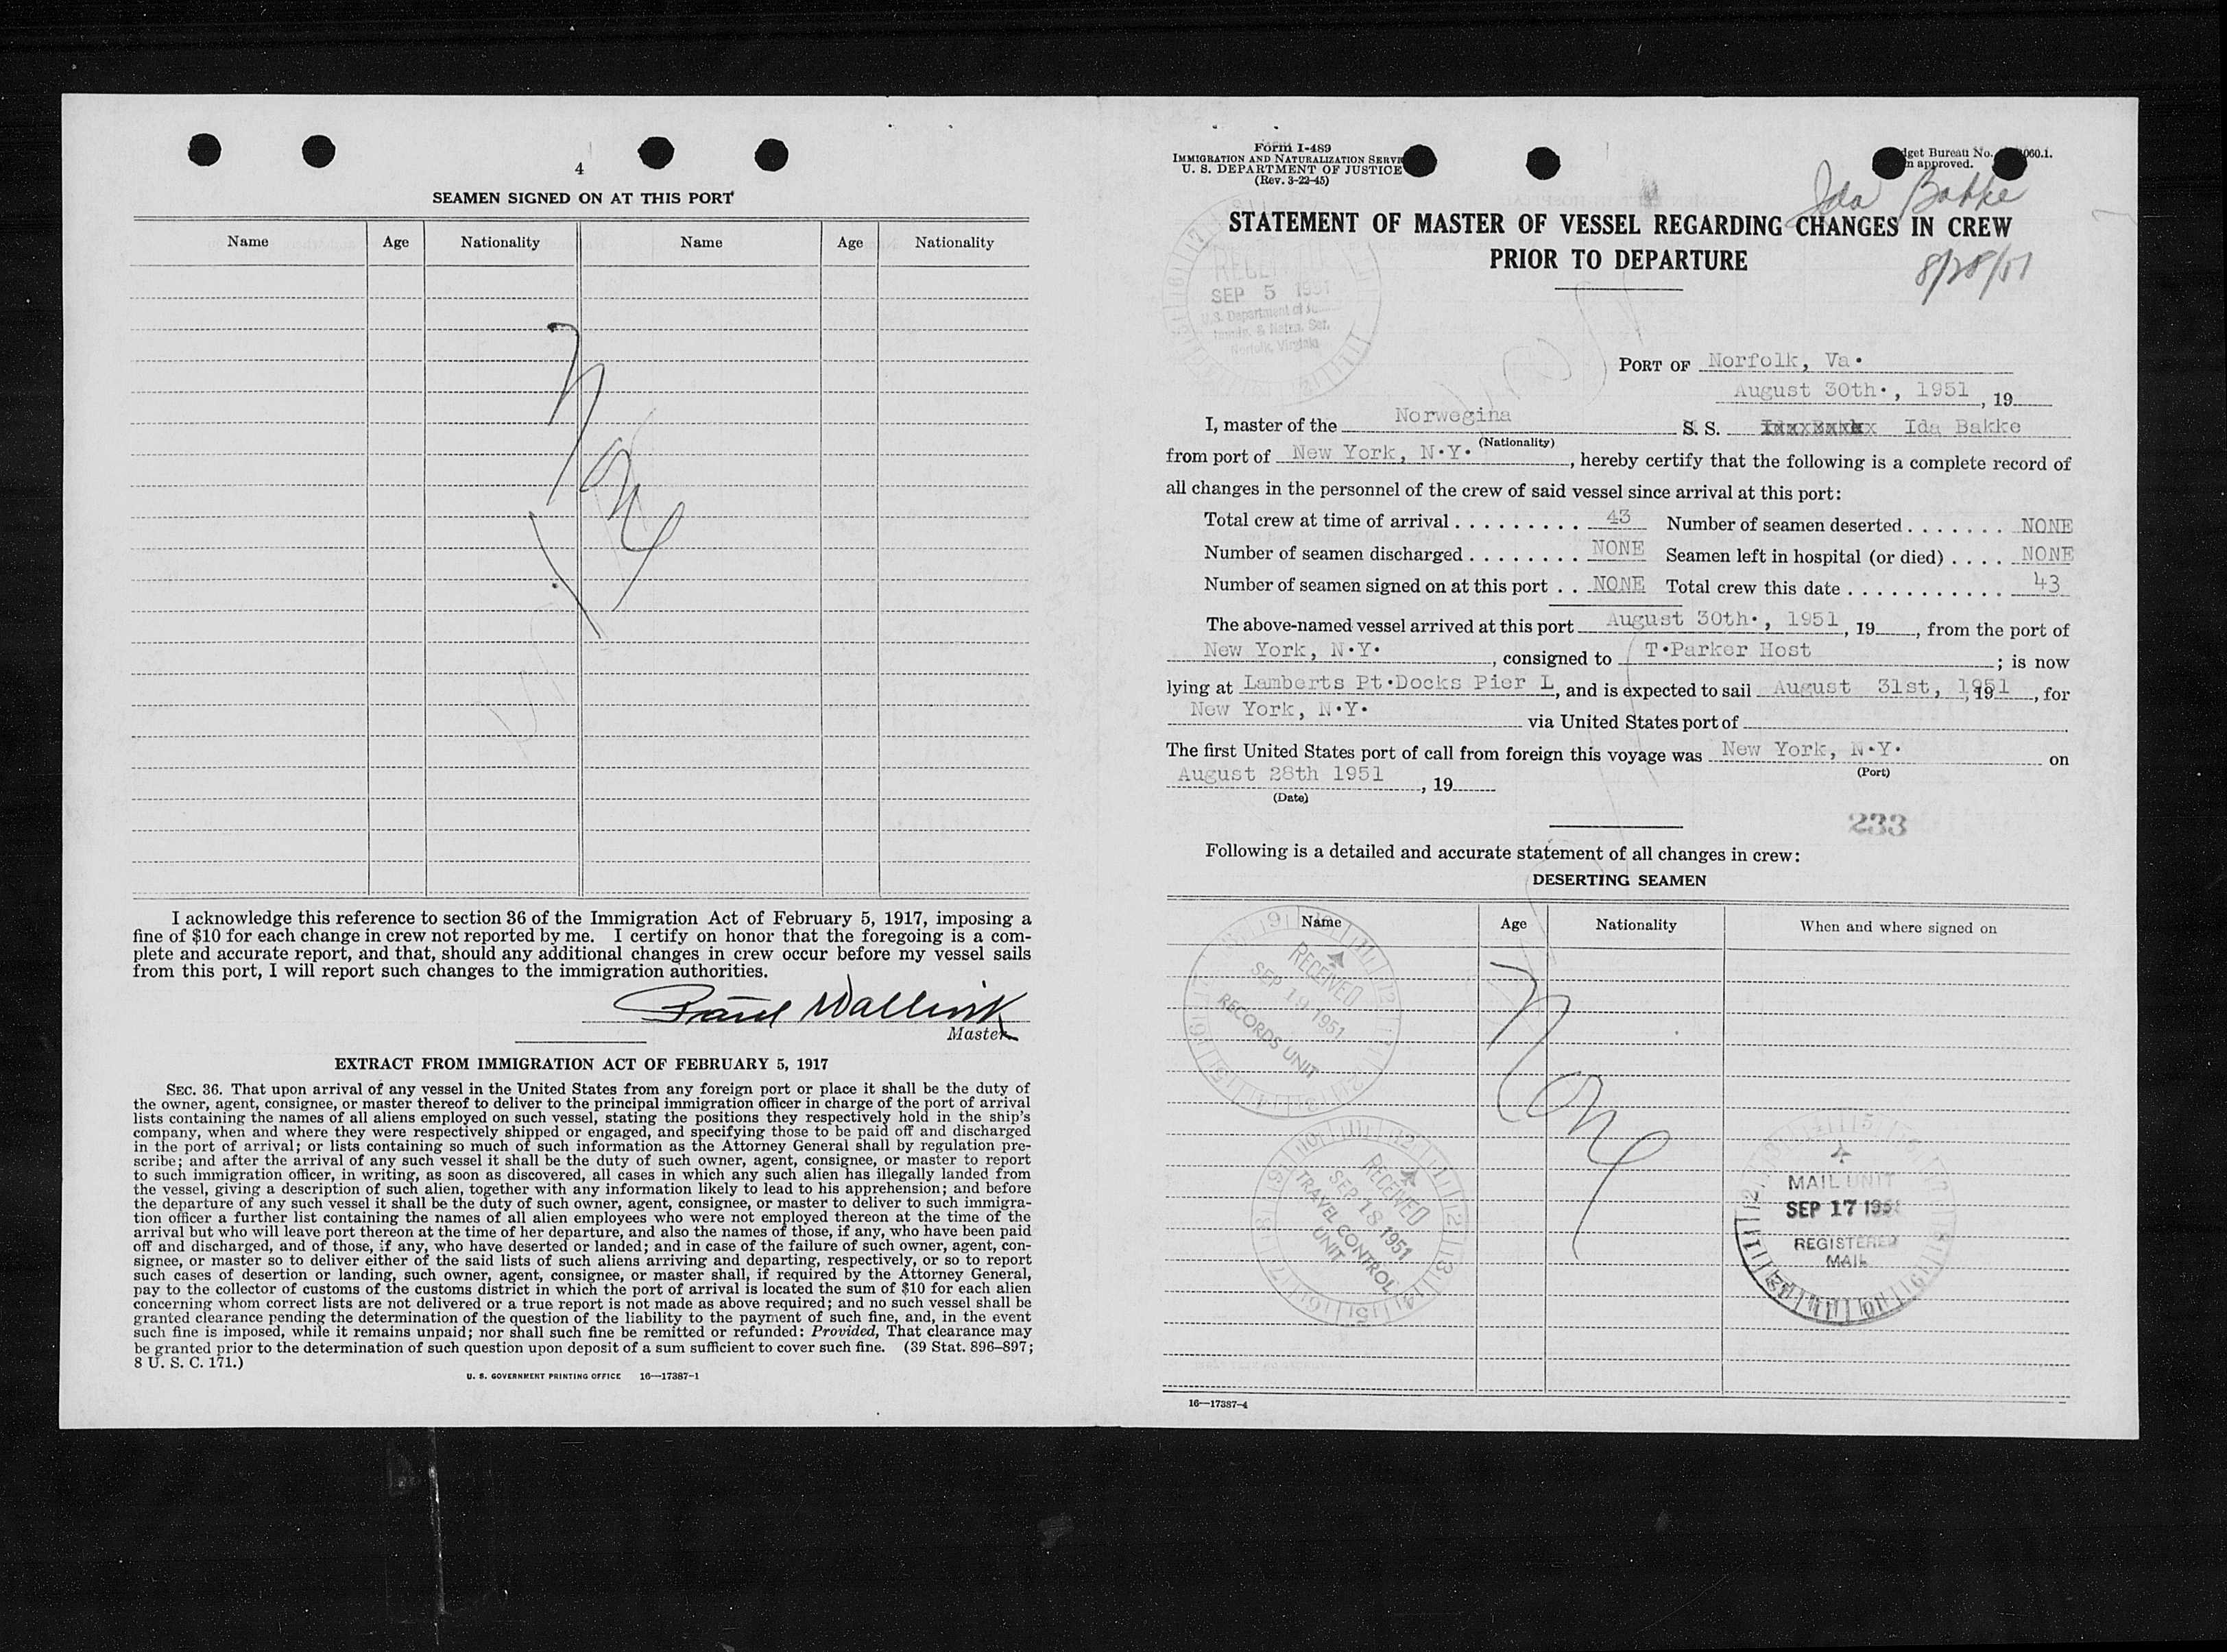 4
SEAMEN SIGNED ON AT THIS PORT
Name Age Nationality Name Age Nationality
None
I acknowledge this reference to section 36 of the Immigration Act of February 5, 1917, imposing a
fine of $10 for each change in crew not reported by me. I certify on honor that the foregoing is a com-
plete and accurate report, and that, should any additional changes in crew occur before my vessel sails
from this port, I will report such changes to the immigration authorities.
Paul
Master
EXTRACT FROM IMMIGRATION ACT OF FEBRUARY 5, 1917
SEC. 36. That upon arrival of any vessel in the United States from any foreign port or place it shall be the duty of
the owner, agent, consignee, or master thereof to deliver to the principal immigration officer in charge of the port of arrival
lists containing the names of all aliens employed on such vessel, stating the positions they respectively hold in the ship's
company, when and where they were respectively shipped or engaged, and specifying those to be paid off and discharged
in the port of arrival; or lists containing so much of such information as the Attorney General shall by regulation pre-
scribe; and after the arrival of any such vessel it shall be the duty of such owner, agent, consignee, or master to report
to such immigration officer, in writing, as soon as discovered, all cases in which any such alien has illegally landed from
the vessel, giving a description of such alien, together with any information likely to lead to his apprehension; and before
the departure of any such vessel it shall be the duty of such owner, agent, consignee, or master to deliver to such immigra-
tion officer a further list containing the names of all alien employees who were not employed thereon at the time of the
arrival but who will leave port thereon at the time of her departure, and also the names of those, if any, who have been paid
off and discharged, and of those, if any, who have deserted or landed; and in case of the failure of such owner, agent, con-
signee, or master so to deliver either of the said lists of such aliens arriving and departing, respectively, or so to report
such cases of desertion or landing, such owner, agent, consignee, or master shall, if required by the Attorney General,
pay to the collector of customs of the customs district in which the port of arrival is located the sum of $10 for each alien
concerning whom correct lists are not delivered or a true report is not made as above required; and no such vessel shall be
granted clearance pending the determination of the question of the liability to the payment of such fine, and, in the event
such fine is imposed, while it remains unpaid; nor shall such fine be remitted or refunded: Provided, That clearance may
be granted prior to the determination of such question upon deposit of a sum sufficient to cover such fine. (39 Stat. 896–897;
8 U. S. C. 171.)
U. S. GOVERNMENT PRINTING OFFICE 16—17387-1
Form I-489
IMMIGRATION AND NATURALIZATION SERVI
U. S. DEPARTMENT OF JUSTICE
(Rev. 3-22-45)
dget Bureau No. 060.1.
n approved.
Ida Bakke
STATEMENT OF MASTER OF VESSEL REGARDING CHANGES IN CREW
PRIOR TO DEPARTURE
8/28/51
SEP 5 1951
U.S. Department of
Norfolk, Virginia
PORT OF Norfolk, Va.
August 30th., 1951, 19
I, master of the Norwegina S. S. Ida Bakke
(Nationality)
from port of New York, N.Y. , hereby certify that the following is a complete record of
all changes in the personnel of the crew of said vessel since arrival at this port:
Total crew at time of arrival . . . . . . . . . 43 Number of seamen deserted . . . . . . . NONE
Number of seamen discharged . . . . . . . . NONE Seamen left in hospital (or died) . . . . NONE
Number of seamen signed on at this port . . NONE Total crew this date . . . . . . . . . . . 43
The above-named vessel arrived at this port August 30th., 1951, 19 , from the port of
New York, N.Y. , consigned to T.Parker Host ; is now
lying at Lamberts Pt.Docks Pier L, and is expected to sail August 31st, 1951, 19 , for
New York, N.Y. via United States port of
The first United States port of call from foreign this voyage was New York, N.Y. on
(Port)
August 28th 1951 , 19
(Date)
233
Following is a detailed and accurate statement of all changes in crew:
DESERTING SEAMEN
Name Age Nationality When and where signed on
None
RECEIVED
SEP 19 1951
RECORDS UNIT
RECEIVED
SEP 18 1951
TRAVEL CONTROL
UNIT
MAIL UNIT
SEP 17 1951
REGISTERED
MAIL
16—17387-4